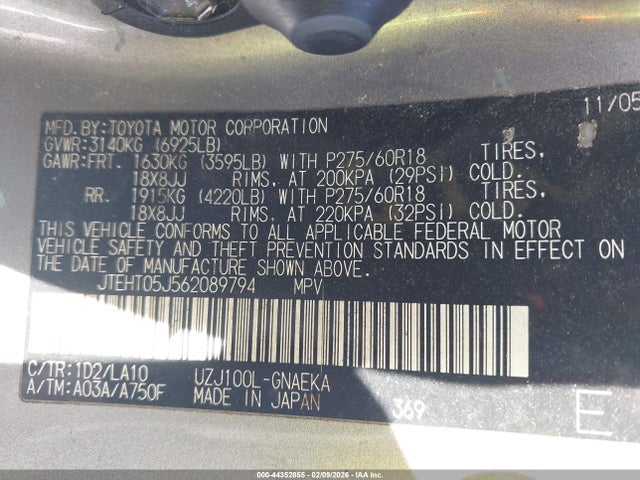 11/05
MFD.BY:TOYOTA MOTOR CORPORATION
GVWR:3140KG (6925LB)
GAWR:FRT. 1630KG (3595LB) WITH P275/60R18 TIRES,
18X8JJ RIMS, AT 200KPA (29PSI) COLD.
RR. 1915KG (4220LB) WITH P275/60R18 TIRES,
18X8JJ RIMS, AT 220KPA (32PSI) COLD.
THIS VEHICLE CONFORMS TO ALL APPLICABLE FEDERAL MOTOR
VEHICLE SAFETY AND THEFT PREVENTION STANDARDS IN EFFECT ON
THE DATE OF MANUFACTURE SHOWN ABOVE.
JTEHT05J562089794 MPV
C/TR:1D2/LA10 UZJ100L-GNAEKA
A/TM:A03A/A750F MADE IN JAPAN 369 E
000-44352855 - 02/09/2026 - IAA Inc.